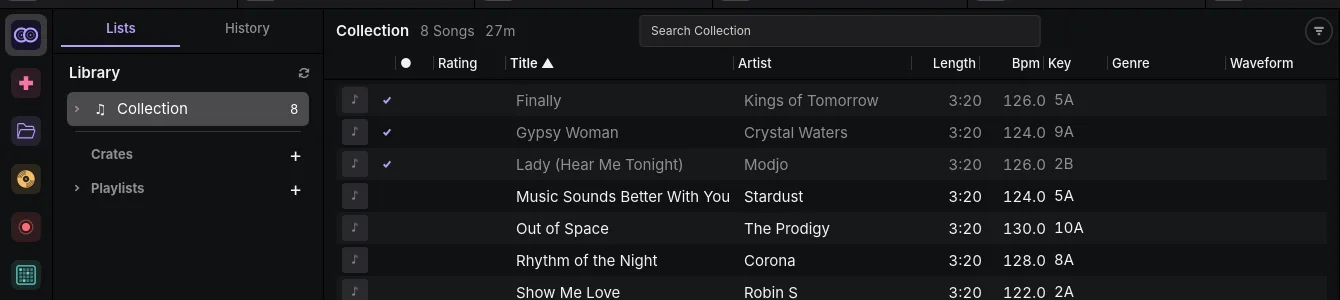 Lists History
Library
Collection 8
Crates +
Playlists +
Collection 8 Songs 27m
Search Collection
Rating Title ▲ Artist Length Bpm Key Genre Waveform
Finally Kings of Tomorrow 3:20 126.0 5A
Gypsy Woman Crystal Waters 3:20 124.0 9A
Lady (Hear Me Tonight) Modjo 3:20 126.0 2B
Music Sounds Better With You Stardust 3:20 124.0 5A
Out of Space The Prodigy 3:20 130.0 10A
Rhythm of the Night Corona 3:20 128.0 8A
Show Me Love Robin S 3:20 122.0 2A